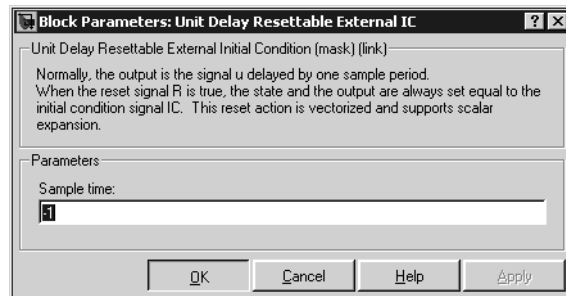 Block Parameters: Unit Delay Resettable External IC
Unit Delay Resettable External Initial Condition (mask) (link)
Normally, the output is the signal u delayed by one sample period.
When the reset signal R is true, the state and the output are always set equal to the
initial condition signal IC. This reset action is vectorized and supports scalar
expansion.
Parameters
Sample time:
-1
OK Cancel Help Apply